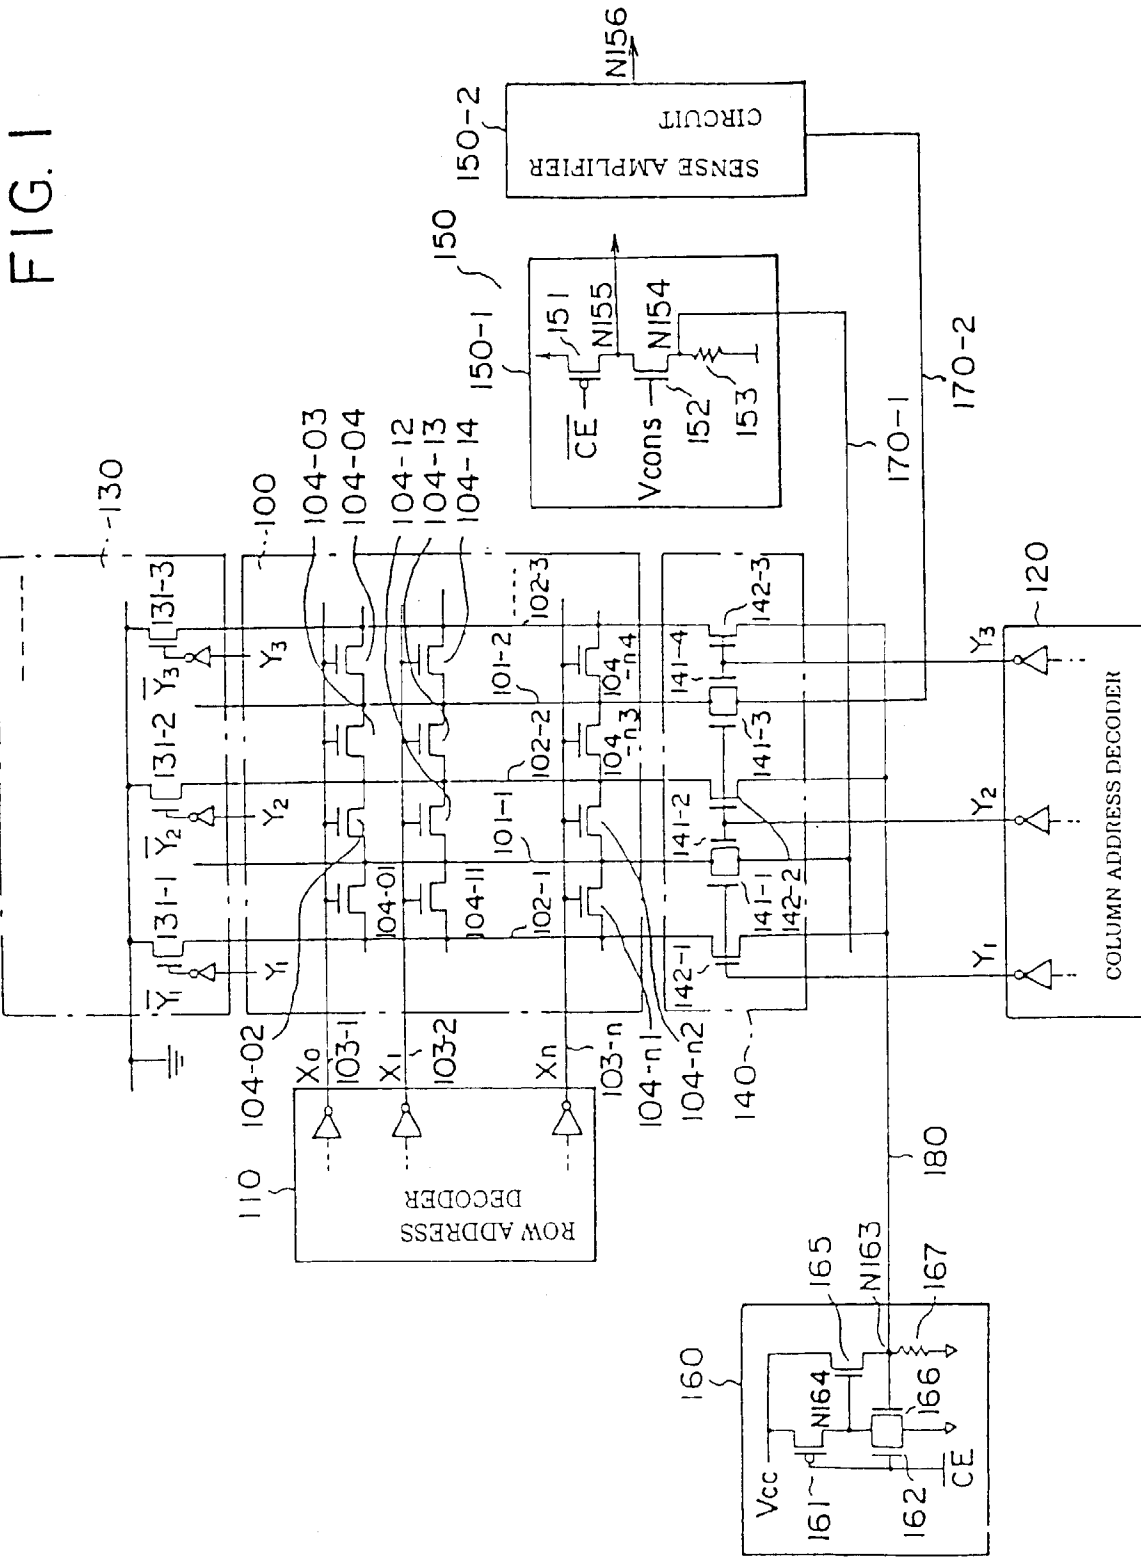 FIG. 1
130
131-1
131-2
131-3
Y̅1
Y̅2
Y̅3
Y1
Y2
Y3
100
104-02
104-03
104-04
104-12
104-13
104-14
110
ROW ADDRESS
DECODER
X0
103-1
X1
103-2
Xn
103-n
104-01
104-11
102-1
101-1
102-2
101-2
102-3
104-n1
104-n2
104
-n3
104
-n4
140
142-1
141-1
142-2
141-2
141-3
141-4
142-3
150
150-1
C̅E̅
151
N155
N154
Vcons
152
153
150-2
SENSE AMPLIFIER
CIRCUIT
N156
170-1
170-2
160
Vcc
161
N164
165
N163
162
166
167
C̅E̅
180
Y1
Y2
Y3
120
COLUMN ADDRESS DECODER